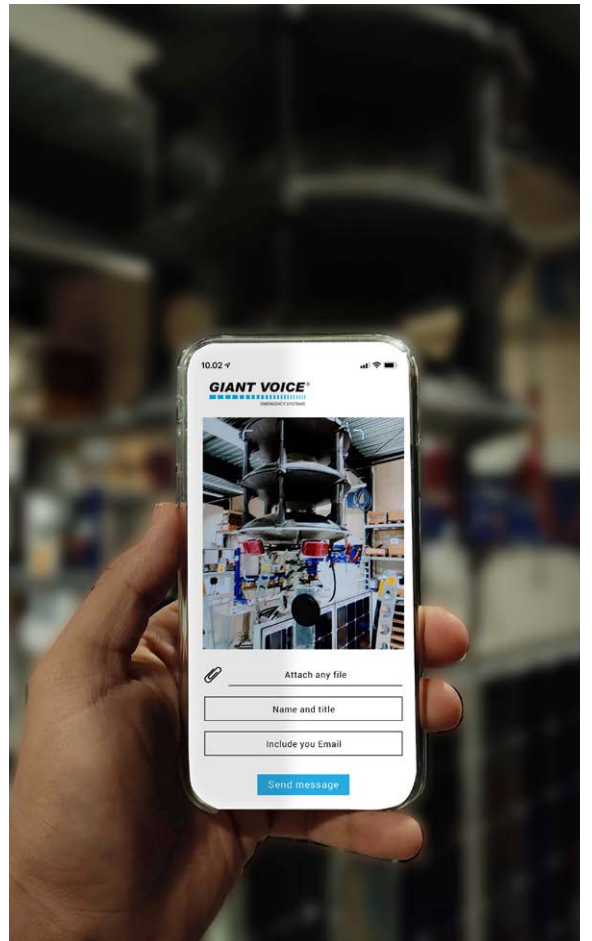 10.02
GIANT VOICE®
EMERGENCY SYSTEMS
Attach any file
Name and title
Include you Email
Send message